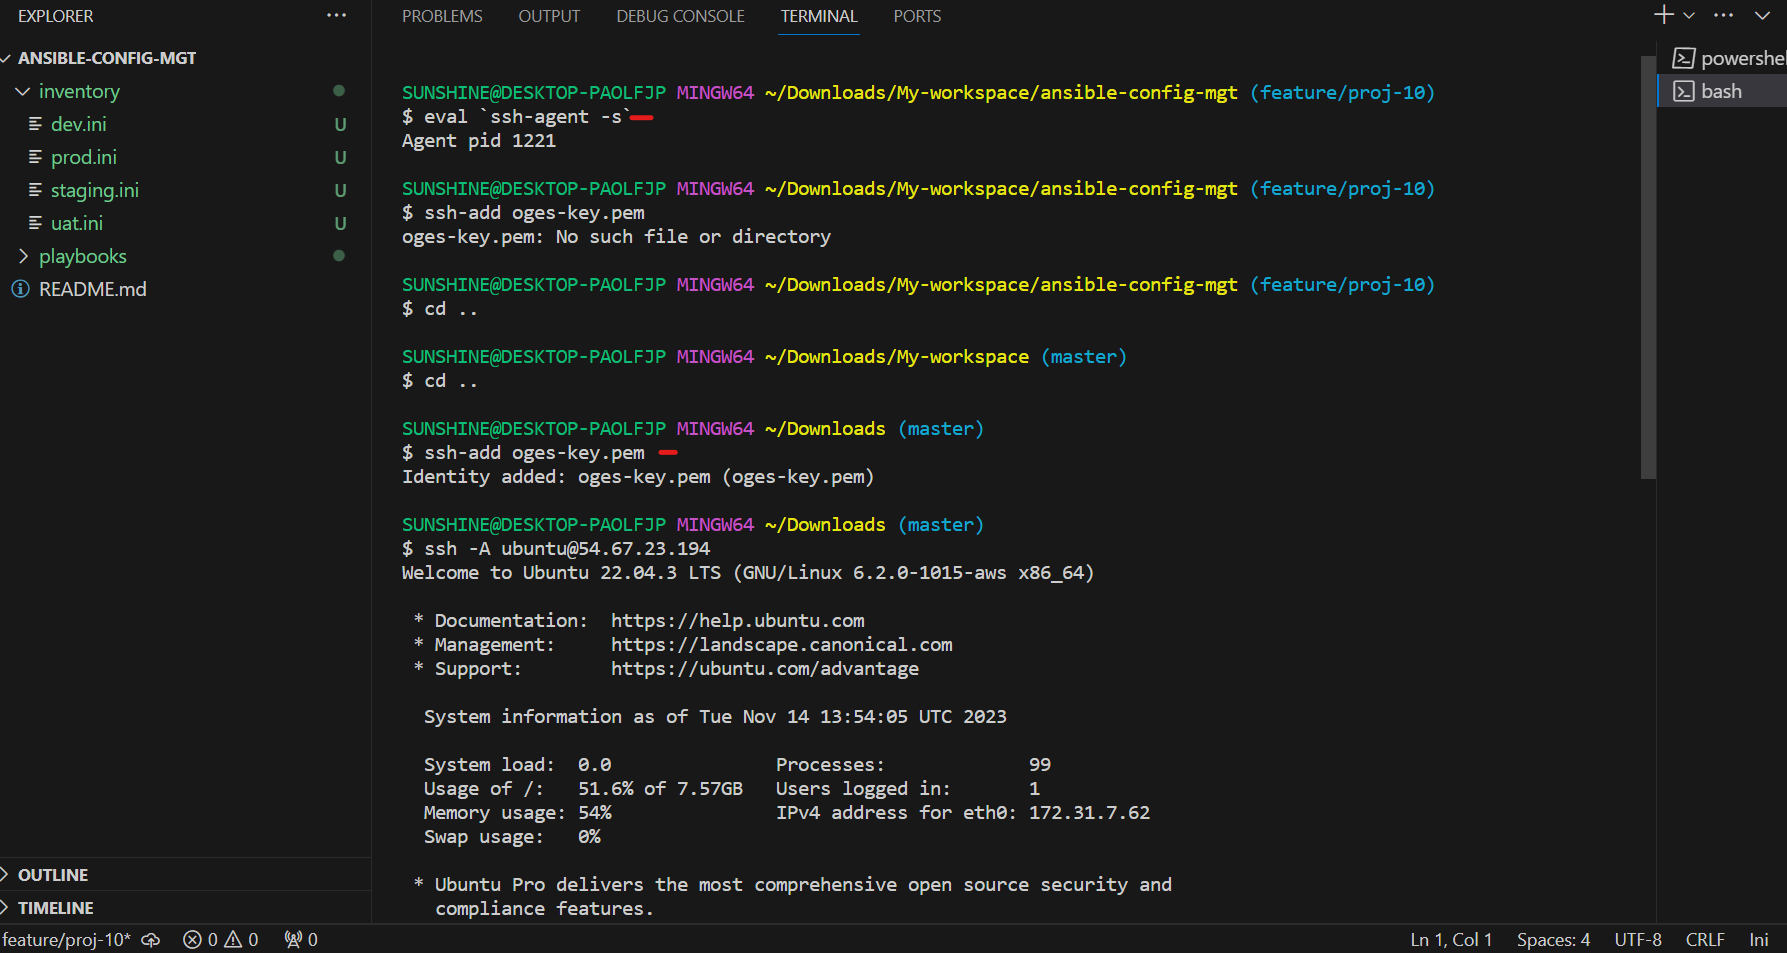 EXPLORER
ANSIBLE-CONFIG-MGT
inventory
dev.ini U
prod.ini U
staging.ini U
uat.ini U
playbooks
README.md
OUTLINE
TIMELINE
PROBLEMS OUTPUT DEBUG CONSOLE TERMINAL PORTS
SUNSHINE@DESKTOP-PAOLFJP MINGW64 ~/Downloads/My-workspace/ansible-config-mgt (feature/proj-10)
$ eval `ssh-agent -s`
Agent pid 1221
SUNSHINE@DESKTOP-PAOLFJP MINGW64 ~/Downloads/My-workspace/ansible-config-mgt (feature/proj-10)
$ ssh-add oges-key.pem
oges-key.pem: No such file or directory
SUNSHINE@DESKTOP-PAOLFJP MINGW64 ~/Downloads/My-workspace/ansible-config-mgt (feature/proj-10)
$ cd ..
SUNSHINE@DESKTOP-PAOLFJP MINGW64 ~/Downloads/My-workspace (master)
$ cd ..
SUNSHINE@DESKTOP-PAOLFJP MINGW64 ~/Downloads (master)
$ ssh-add oges-key.pem
Identity added: oges-key.pem (oges-key.pem)
SUNSHINE@DESKTOP-PAOLFJP MINGW64 ~/Downloads (master)
$ ssh -A ubuntu@54.67.23.194
Welcome to Ubuntu 22.04.3 LTS (GNU/Linux 6.2.0-1015-aws x86_64)
* Documentation: https://help.ubuntu.com
* Management: https://landscape.canonical.com
* Support: https://ubuntu.com/advantage
System information as of Tue Nov 14 13:54:05 UTC 2023
System load: 0.0 Processes: 99
Usage of /: 51.6% of 7.57GB Users logged in: 1
Memory usage: 54% IPv4 address for eth0: 172.31.7.62
Swap usage: 0%
* Ubuntu Pro delivers the most comprehensive open source security and
compliance features.
powershel
bash
feature/proj-10* 0 0 0 Ln 1, Col 1 Spaces: 4 UTF-8 CRLF Ini